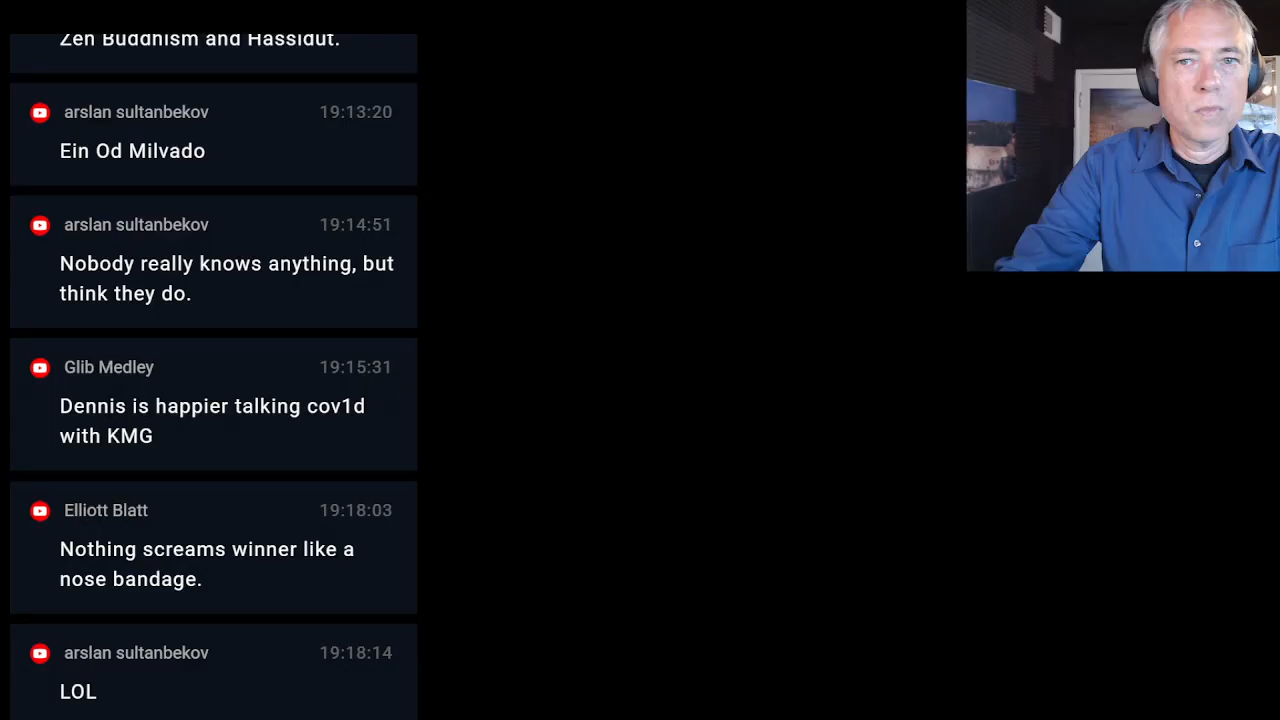 Zen Buddhism and Hassidut.
arslan sultanbekov 19:13:20
Ein Od Milvado
arslan sultanbekov 19:14:51
Nobody really knows anything, but
think they do.
Glib Medley 19:15:31
Dennis is happier talking cov1d
with KMG
Elliott Blatt 19:18:03
Nothing screams winner like a
nose bandage.
arslan sultanbekov 19:18:14
LOL